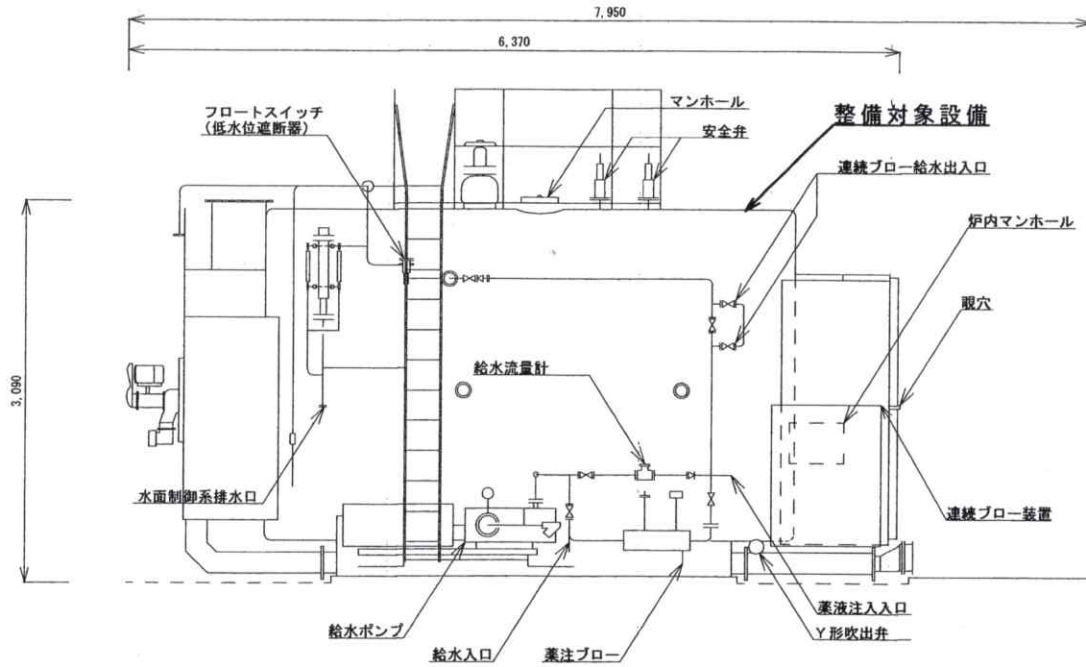 7,950
6,370
フロートスイッチ
(低水位遮断器)
マンホール
安全弁
整備対象設備
連続ブロー給水出入口
炉内マンホール
覗穴
3,090
給水流量計
水面制御系排水口
連続ブロー装置
給水ポンプ
給水入口
薬注ブロー
薬液注入入口
Y形吹出弁